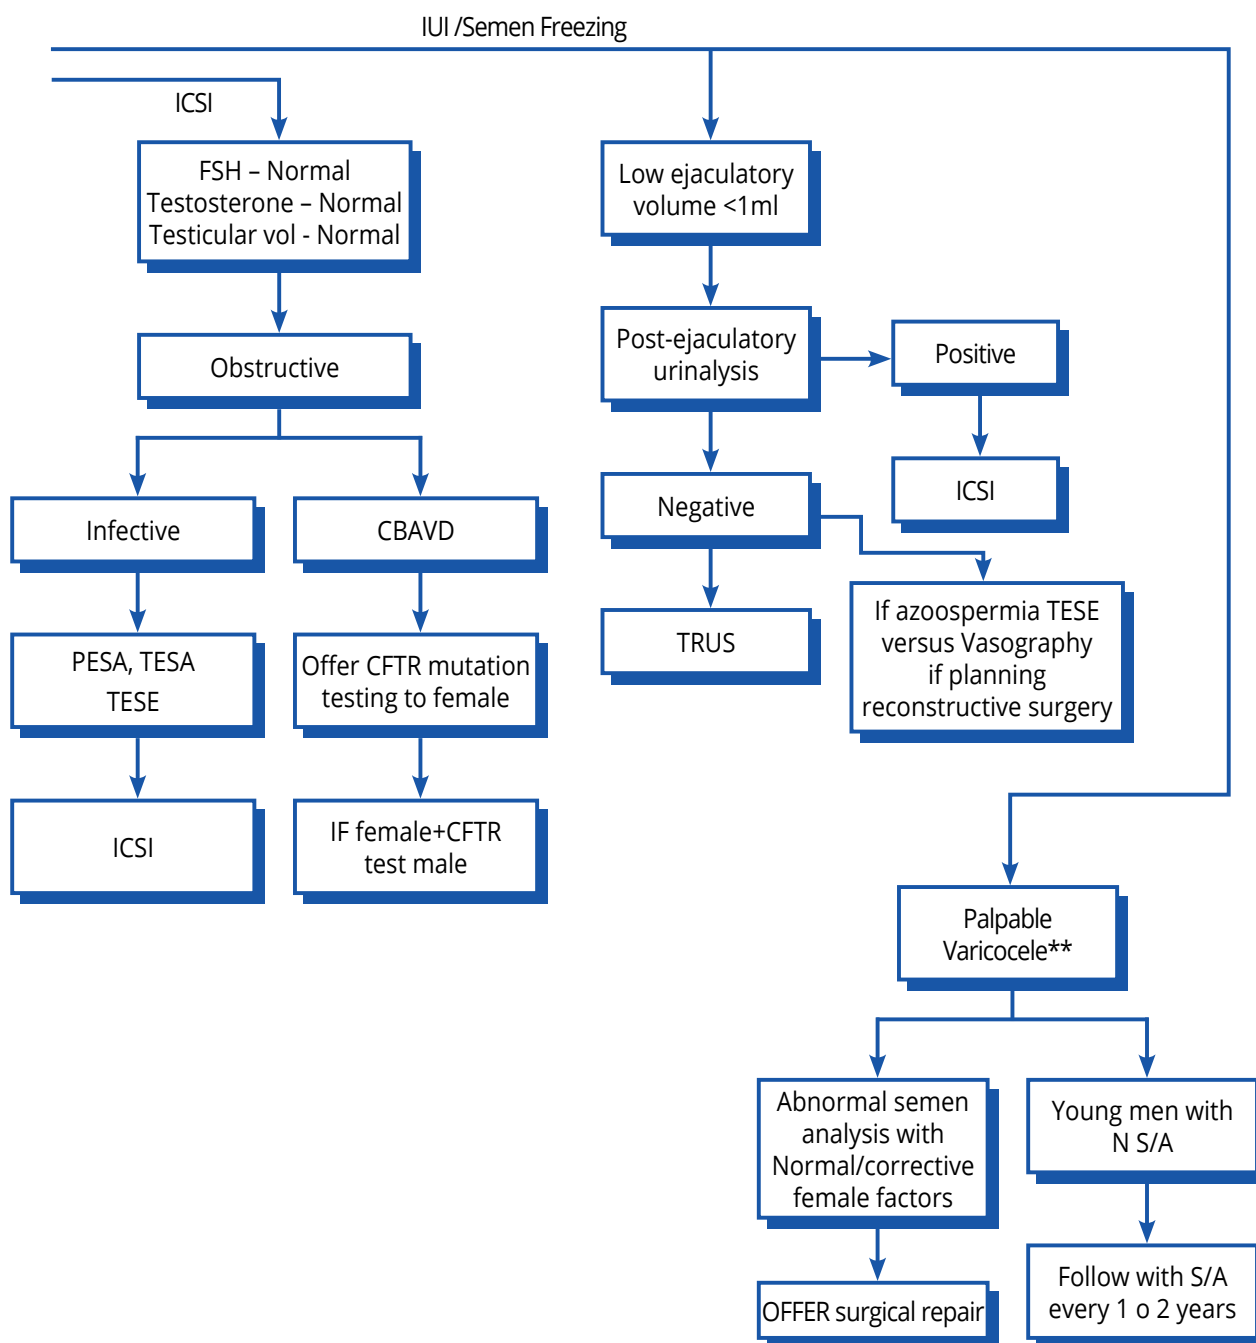 IUI /Semen Freezing
ICSI
FSH – Normal
Testosterone – Normal
Testicular vol - Normal
Obstructive
Infective
CBAVD
PESA, TESA
TESE
Offer CFTR mutation
testing to female
ICSI
IF female+CFTR
test male
Low ejaculatory
volume <1ml
Post-ejaculatory
urinalysis
Positive
ICSI
Negative
TRUS
If azoospermia TESE
versus Vasography
if planning
reconstructive surgery
Palpable
Varicocele**
Abnormal semen
analysis with
Normal/corrective
female factors
OFFER surgical repair
Young men with
N S/A
Follow with S/A
every 1 o 2 years